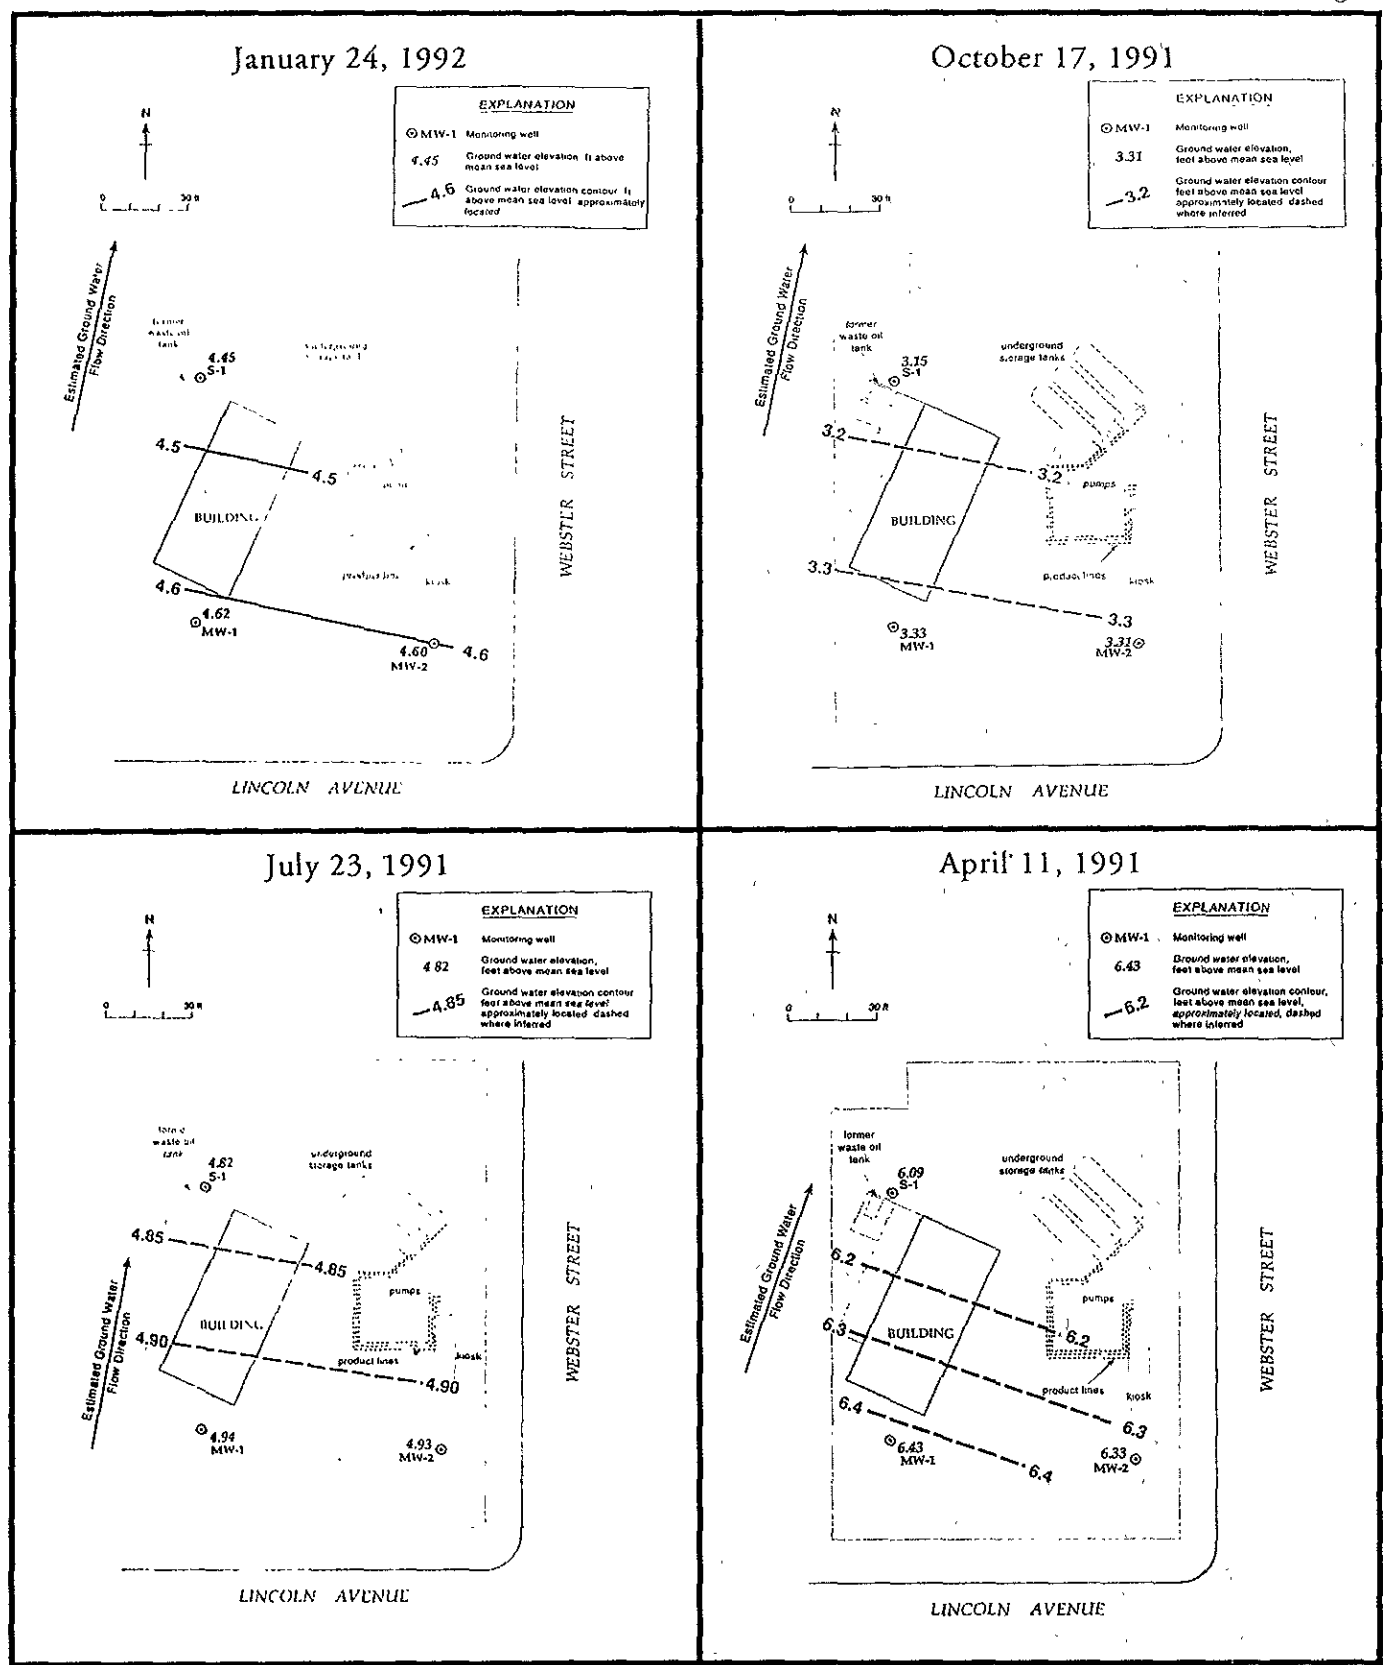 January 24, 1992
EXPLANATION
MW-1 Monitoring well
4.45 Ground water elevation ft above
mean sea level
4.6 Ground water elevation contour ft
above mean sea level approximately
located
N
0 30 ft
Estimated Ground Water
Flow Direction
former
waste oil
tank
4.45
S-1
underground
4.5
4.5
BUILDING
product line
kiosk
4.6
4.62
MW-1
4.60
MW-2
4.6
WEBSTER STREET
LINCOLN AVENUE
October 17, 1991
EXPLANATION
MW-1 Monitoring well
3.31 Ground water elevation,
feet above mean sea level
3.2 Ground water elevation contour
feet above mean sea level
approximately located dashed
where inferred
N
0 30 ft
Estimated Ground Water
Flow Direction
former
waste oil
tank
3.15
S-1
underground
storage tanks
3.2
3.2
pumps
BUILDING
product lines
kiosk
3.3
3.3
3.33
MW-1
3.31
MW-2
WEBSTER STREET
LINCOLN AVENUE
July 23, 1991
EXPLANATION
MW-1 Monitoring well
4 82 Ground water elevation,
feet above mean sea level
4.85 Ground water elevation contour
feet above mean sea level
approximately located dashed
where inferred
N
0 30 ft
waste oil
tank
4.82
S-1
underground
storage tanks
4.85
4.85
Estimated Ground Water
Flow Direction
pumps
BUILDING
4.90
product lines
kiosk
4.90
4.94
MW-1
4.93
MW-2
WEBSTER STREET
LINCOLN AVENUE
April 11, 1991
EXPLANATION
MW-1 Monitoring well
6.43 Ground water elevation,
feet above mean sea level
6.2 Ground water elevation contour,
feet above mean sea level,
approximately located, dashed
where inferred
N
0 30 ft
former
waste oil
tank
6.09
S-1
underground
storage tanks
Estimated Ground Water
Flow Direction
6.2
pumps
6.3
BUILDING
6.2
product lines
kiosk
6.4
6.3
6.43
MW-1
6.33
MW-2
6.4
WEBSTER STREET
LINCOLN AVENUE